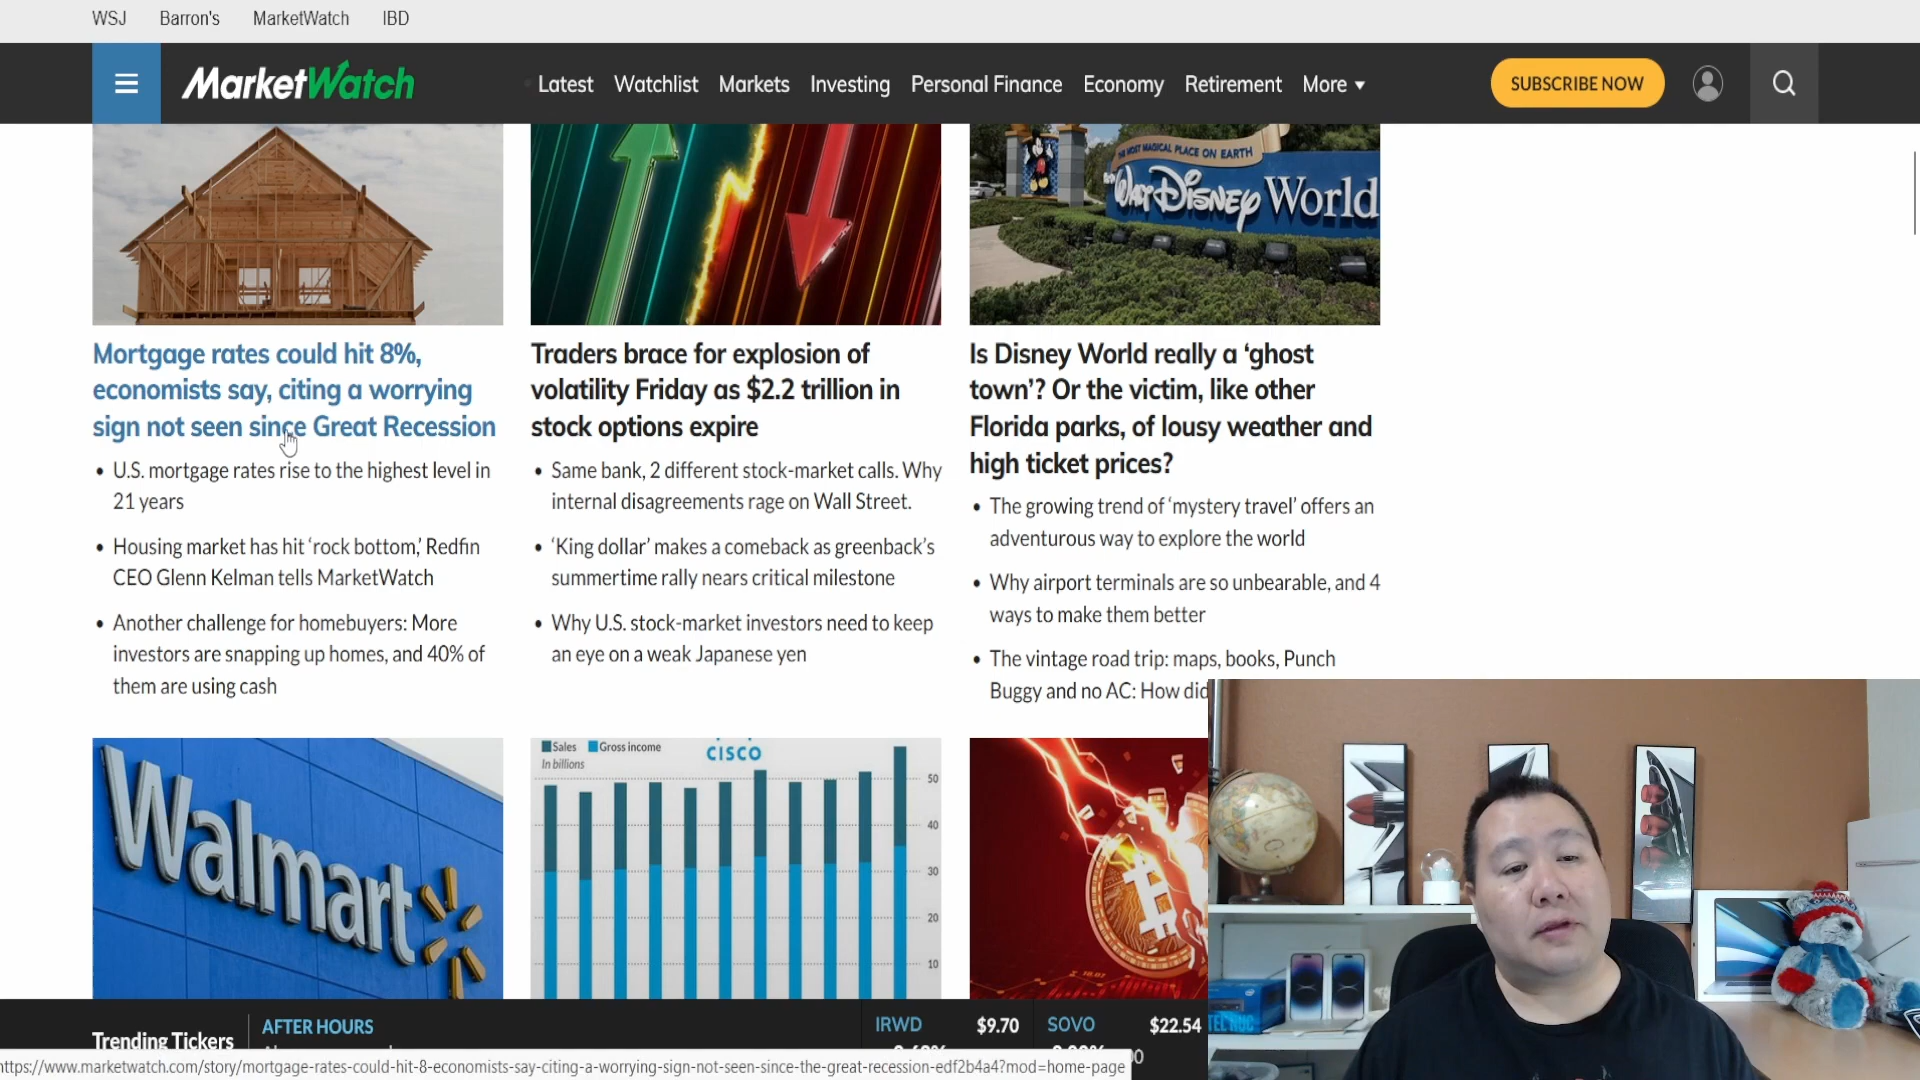 WSJ Barron's MarketWatch IBD
MarketWatch
Latest Watchlist Markets Investing Personal Finance Economy Retirement More
SUBSCRIBE NOW
THE MOST MAGICAL PLACE ON EARTH
Walt Disney World
Mortgage rates could hit 8%,
economists say, citing a worrying
sign not seen since Great Recession
• U.S. mortgage rates rise to the highest level in
21 years
• Housing market has hit ‘rock bottom,’ Redfin
CEO Glenn Kelman tells MarketWatch
• Another challenge for homebuyers: More
investors are snapping up homes, and 40% of
them are using cash
Traders brace for explosion of
volatility Friday as $2.2 trillion in
stock options expire
• Same bank, 2 different stock-market calls. Why
internal disagreements rage on Wall Street.
• ‘King dollar’ makes a comeback as greenback’s
summertime rally nears critical milestone
• Why U.S. stock-market investors need to keep
an eye on a weak Japanese yen
Is Disney World really a ‘ghost
town’? Or the victim, like other
Florida parks, of lousy weather and
high ticket prices?
• The growing trend of ‘mystery travel’ offers an
adventurous way to explore the world
• Why airport terminals are so unbearable, and 4
ways to make them better
• The vintage road trip: maps, books, Punch
Buggy and no AC: How did
Walmart
Sales Gross income
In billions
CISCO
50
40
30
20
10
Trending Tickers
AFTER HOURS
IRWD $9.70
SOVO $22.54
TEL NUC
https://www.marketwatch.com/story/mortgage-rates-could-hit-8-economists-say-citing-a-worrying-sign-not-seen-since-the-great-recession-edf2b4a4?mod=home-page